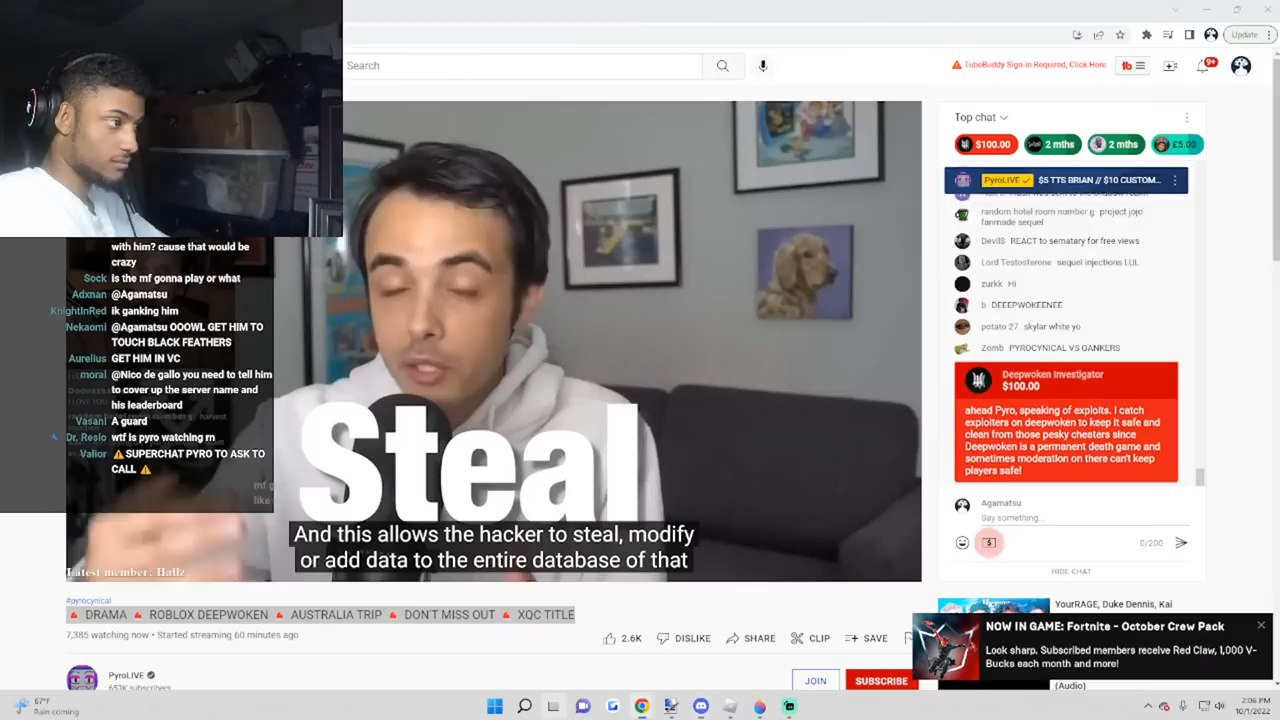 Update
Search
TubeBuddy Sign-in Required, Click Here
tb
9+
Top chat
$100.00
2 mths
2 mths
£5.00
PyroLIVE
$5 TTS BRIAN // $10 CUSTOM...
random hotel room number g project jojo
fanmade sequel
Devil$ REACT to sematary for free views
Lord Testosterone sequel injections LUL
zurkk Hi
b DEEEPWOKEENEE
potato 27 skylar white yo
Zomb PYROCYNICAL VS GANKERS
Deepwoken Investigator
$100.00
ahead Pyro, speaking of exploits. I catch
exploiters on deepwoken to keep it safe and
clean from those pesky cheaters since
Deepwoken is a permanent death game and
sometimes moderation on there can't keep
players safe!
Agamatsu
Say something...
0/200
HIDE CHAT
with him? cause that would be
crazy
Sock Is the mf gonna play or what
Adxnan @Agamatsu
KnightInRed ik ganking him
Nekaomi @Agamatsu OOOWL GET HIM TO
TOUCH BLACK FEATHERS
Aurelius GET HIM IN VC
moral @Nico de gallo you need to tell him
to cover up the server name and
his leaderboard
Vasani A guard
Dr. Reslo wtf is pyro watching rn
Valior ⚠SUPERCHAT PYRO TO ASK TO
CALL ⚠
mf g
like
Steal
And this allows the hacker to steal, modify
or add data to the entire database of that
Latest member: Hallz
#pyrocynical
DRAMA ROBLOX DEEPWOKEN AUSTRALIA TRIP DON'T MISS OUT XQC TITLE
7,385 watching now • Started streaming 60 minutes ago
2.6K DISLIKE SHARE CLIP SAVE
PyroLIVE
653K subscribers
JOIN
SUBSCRIBE
YourRAGE, Duke Dennis, Kai
NOW IN GAME: Fortnite - October Crew Pack
Look sharp. Subscribed members receive Red Claw, 1,000 V-
Bucks each month and more!
(Audio)
67°F
Rain coming
2:06 PM
10/1/2022